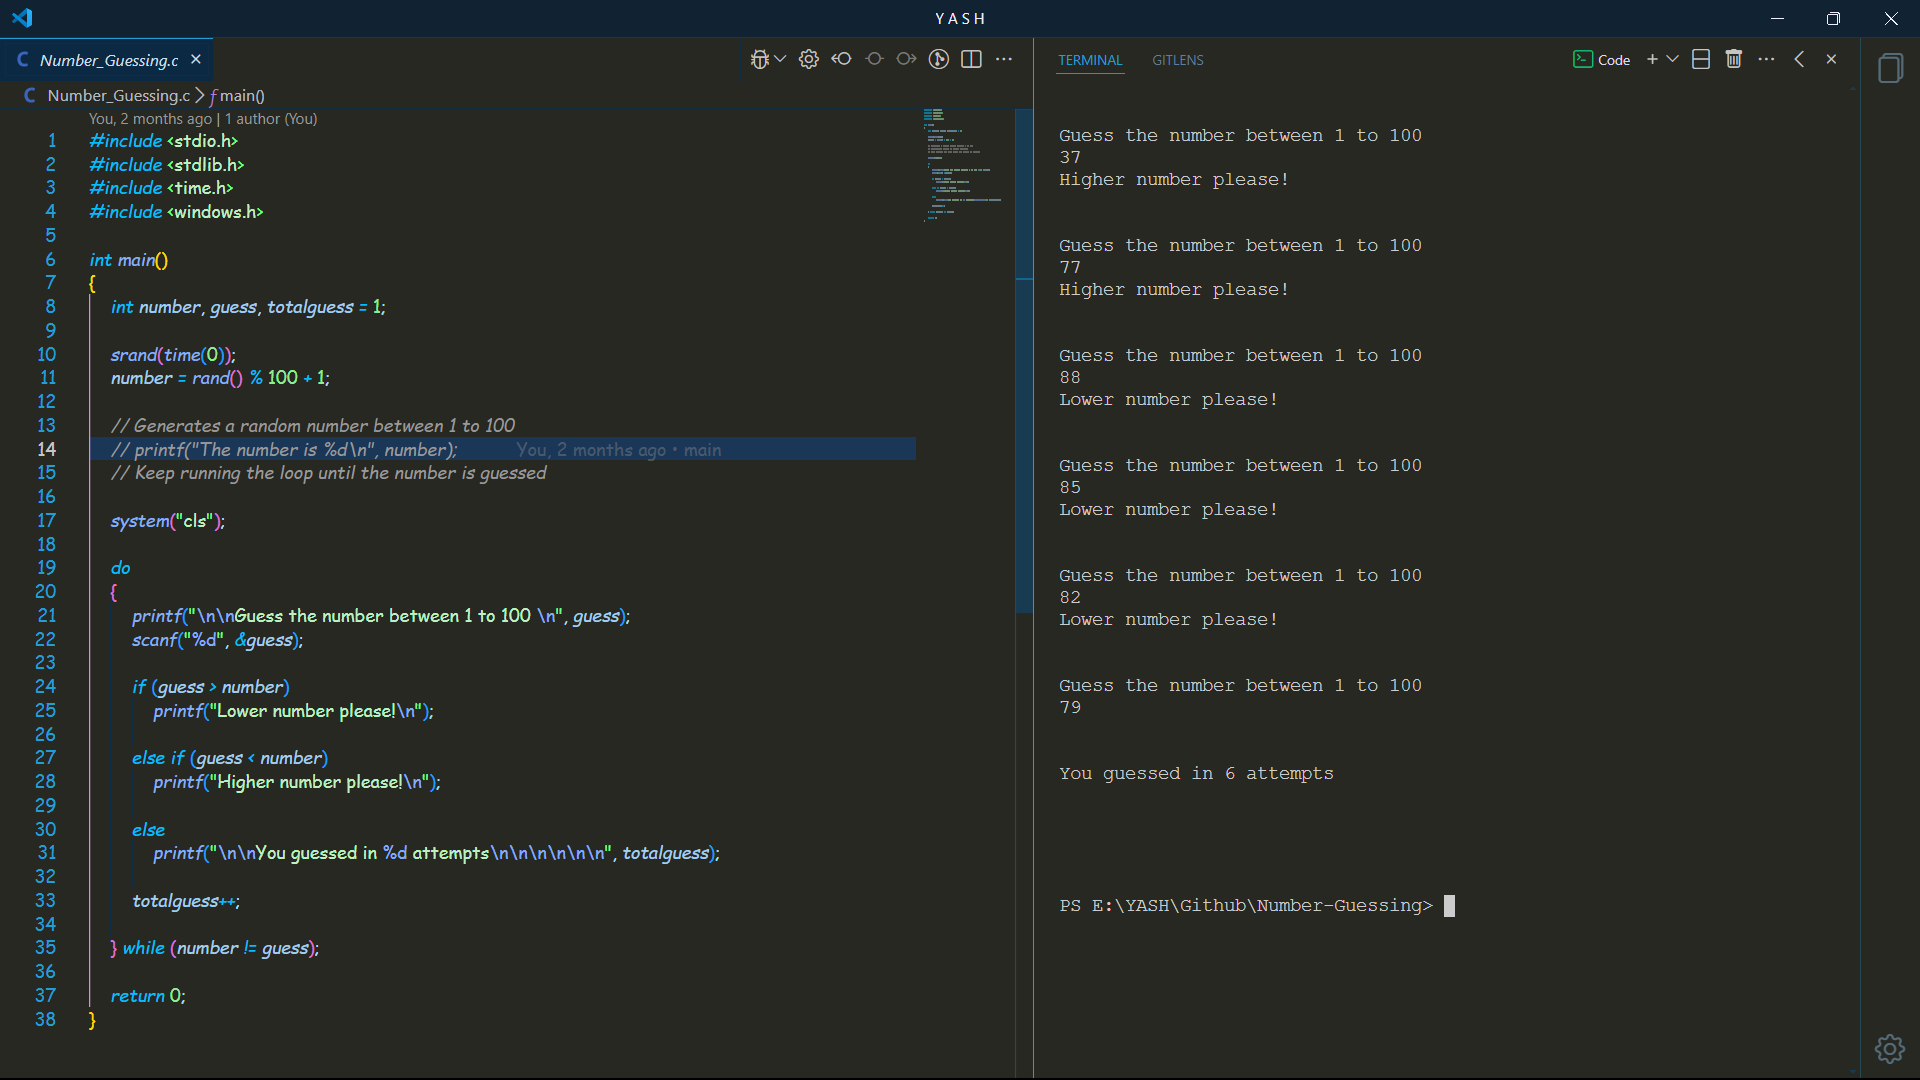 YASH
Number_Guessing.c
Number_Guessing.c > main()
You, 2 months ago | 1 author (You)
1 #include <stdio.h>
2 #include <stdlib.h>
3 #include <time.h>
4 #include <windows.h>
5
6 int main()
7 {
8 int number, guess, totalguess = 1;
9
10 srand(time(0));
11 number = rand() % 100 + 1;
12
13 // Generates a random number between 1 to 100
14 // printf("The number is %d\n", number); You, 2 months ago • main
15 // Keep running the loop until the number is guessed
16
17 system("cls");
18
19 do
20 {
21 printf("\n\nGuess the number between 1 to 100 \n", guess);
22 scanf("%d", &guess);
23
24 if (guess > number)
25 printf("Lower number please!\n");
26
27 else if (guess < number)
28 printf("Higher number please!\n");
29
30 else
31 printf("\n\nYou guessed in %d attempts\n\n\n\n\n\n", totalguess);
32
33 totalguess++;
34
35 } while (number != guess);
36
37 return 0;
38 }
TERMINAL GITLENS Code
Guess the number between 1 to 100
37
Higher number please!
Guess the number between 1 to 100
77
Higher number please!
Guess the number between 1 to 100
88
Lower number please!
Guess the number between 1 to 100
85
Lower number please!
Guess the number between 1 to 100
82
Lower number please!
Guess the number between 1 to 100
79
You guessed in 6 attempts
PS E:\YASH\Github\Number-Guessing>